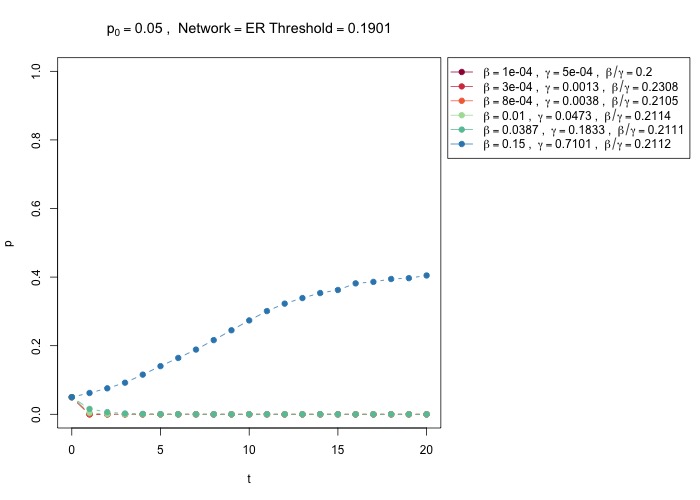 p0 = 0.05 , Network = ER Threshold = 0.1901
β = 1e-04 , γ = 5e-04 , β/γ = 0.2
β = 3e-04 , γ = 0.0013 , β/γ = 0.2308
β = 8e-04 , γ = 0.0038 , β/γ = 0.2105
β = 0.01 , γ = 0.0473 , β/γ = 0.2114
β = 0.0387 , γ = 0.1833 , β/γ = 0.2111
β = 0.15 , γ = 0.7101 , β/γ = 0.2112
1.0
0.8
0.6
p
0.4
0.2
0.0
0 5 10 15 20
t